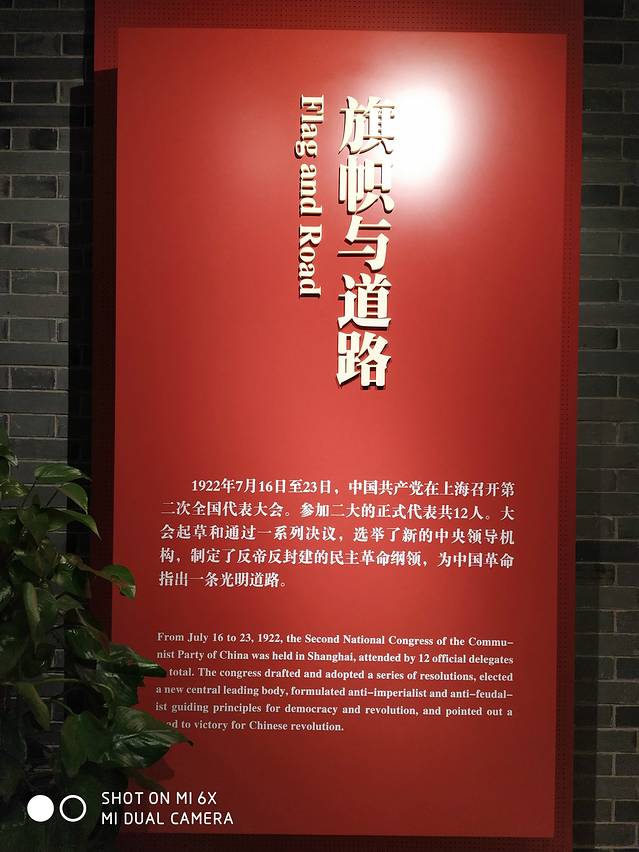 旗帜与道路
Flag and Road
1922年7月16日至23日，中国共产党在上海召开第
二次全国代表大会。参加二大的正式代表共12人。大
会起草和通过一系列决议，选举了新的中央领导机
构，制定了反帝反封建的民主革命纲领，为中国革命
指出一条光明道路。
From July 16 to 23, 1922, the Second National Congress of the Commu-
nist Party of China was held in Shanghai, attended by 12 official delegates
total. The congress drafted and adopted a series of resolutions, elected
a new central leading body, formulated anti-imperialist and anti-feudal-
ist guiding principles for democracy and revolution, and pointed out a
to victory for Chinese revolution.
SHOT ON MI 6X
MI DUAL CAMERA